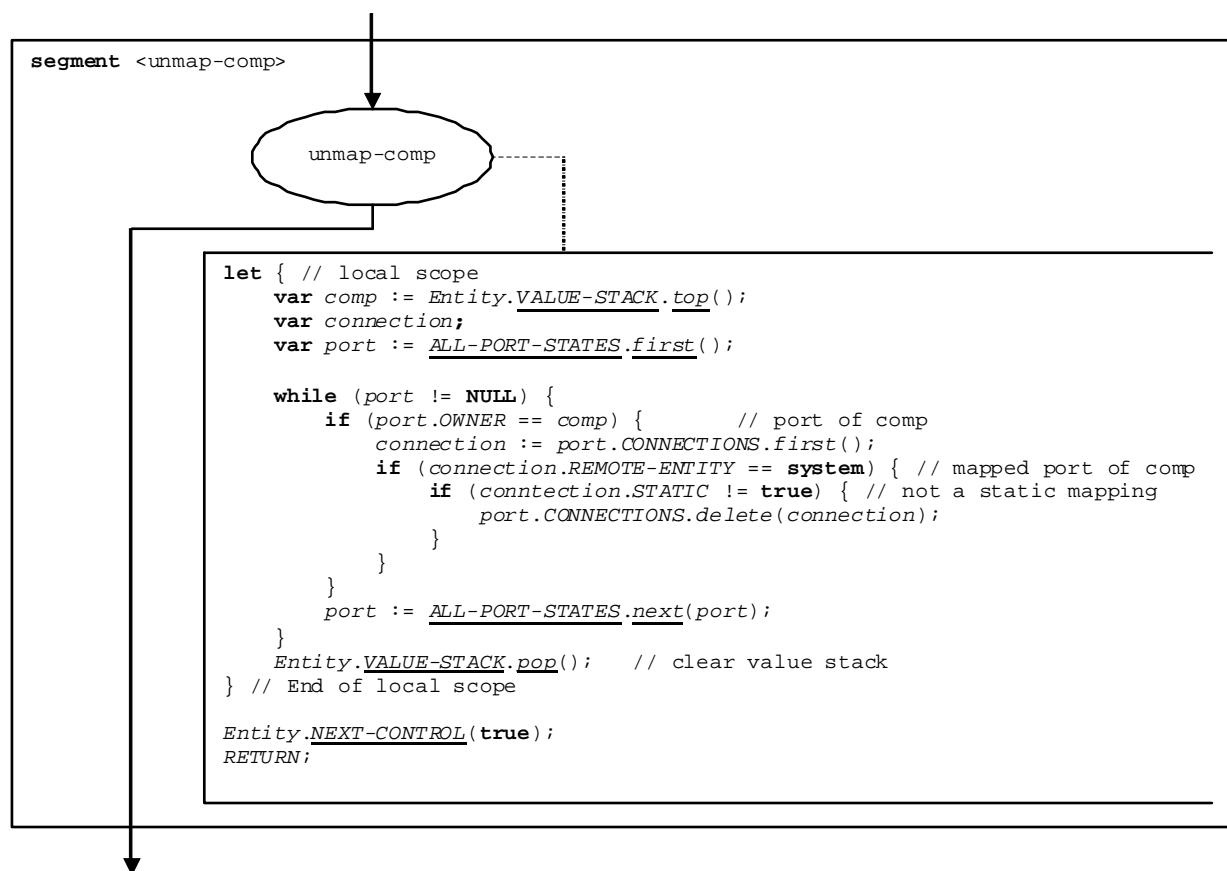 segment <unmap-comp>
unmap-comp
let { // local scope
var comp := Entity.VALUE-STACK.top();
var connection;
var port := ALL-PORT-STATES.first();
while (port != NULL) {
if (port.OWNER == comp) { // port of comp
connection := port.CONNECTIONS.first();
if (connection.REMOTE-ENTITY == system) { // mapped port of comp
if (conntection.STATIC != true) { // not a static mapping
port.CONNECTIONS.delete(connection);
}
}
}
port := ALL-PORT-STATES.next(port);
}
Entity.VALUE-STACK.pop(); // clear value stack
} // End of local scope
Entity.NEXT-CONTROL(true);
RETURN;